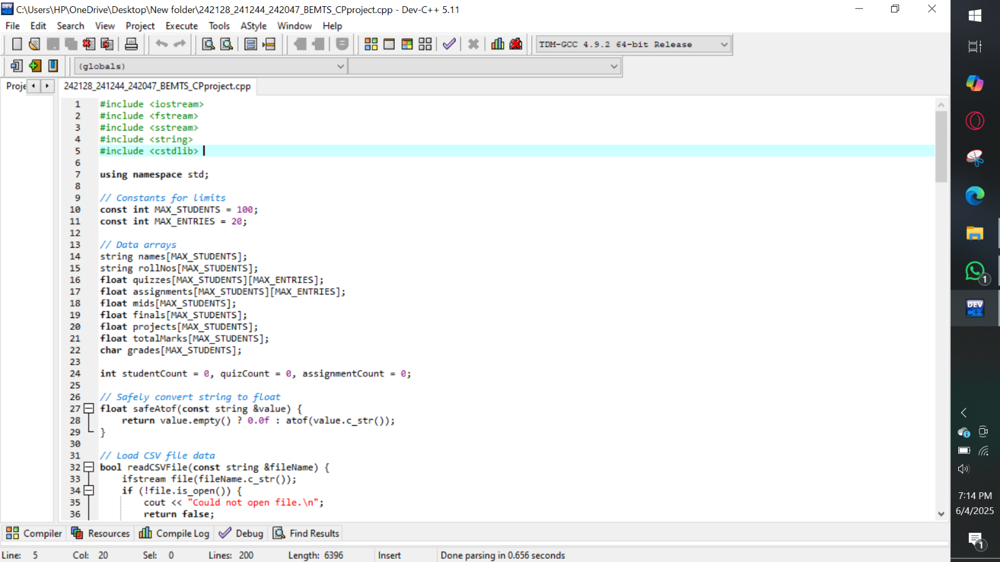 C:\Users\HP\OneDrive\Desktop\New folder\242128_241244_242047_BEMTS_CPproject.cpp - Dev-C++ 5.11
File Edit Search View Project Execute Tools AStyle Window Help
TDM-GCC 4.9.2 64-bit Release
(globals)
Proje 242128_241244_242047_BEMTS_CPproject.cpp
1 #include <iostream>
2 #include <fstream>
3 #include <sstream>
4 #include <string>
5 #include <cstdlib>
6
7 using namespace std;
8
9 // Constants for limits
10 const int MAX_STUDENTS = 100;
11 const int MAX_ENTRIES = 20;
12
13 // Data arrays
14 string names[MAX_STUDENTS];
15 string rollNos[MAX_STUDENTS];
16 float quizzes[MAX_STUDENTS][MAX_ENTRIES];
17 float assignments[MAX_STUDENTS][MAX_ENTRIES];
18 float mids[MAX_STUDENTS];
19 float finals[MAX_STUDENTS];
20 float projects[MAX_STUDENTS];
21 float totalMarks[MAX_STUDENTS];
22 char grades[MAX_STUDENTS];
23
24 int studentCount = 0, quizCount = 0, assignmentCount = 0;
25
26 // Safely convert string to float
27 float safeAtof(const string &value) {
28 return value.empty() ? 0.0f : atof(value.c_str());
29 }
30
31 // Load CSV file data
32 bool readCSVFile(const string &fileName) {
33 ifstream file(fileName.c_str());
34 if (!file.is_open()) {
35 cout << "Could not open file.\n";
36 return false;
Compiler Resources Compile Log Debug Find Results
Line: 5 Col: 20 Sel: 0 Lines: 200 Length: 6396 Insert Done parsing in 0.656 seconds
1
DEV
C++
7:14 PM
6/4/2025
1